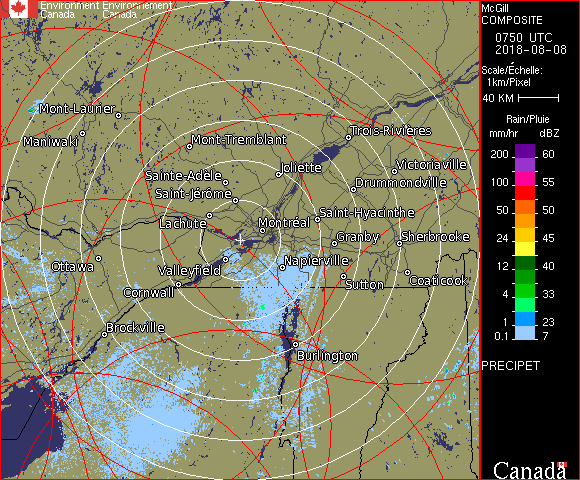 Environment Environnement
Canada Canada
McGill
COMPOSITE
0750 UTC
2018-08-08
Scale/Échelle:
1km/Pixel
40 KM
Rain/Pluie
mm/hr dBZ
200 60
100 55
50 50
24 45
12 40
4 33
1 23
0.1 7
PRECIPET
Canada
Mont-Laurier
Maniwaki
Mont-Tremblant
Trois-Rivières
Joliette
Victoriaville
Sainte-Adèle
Drummondville
Saint-Jérôme
Saint-Hyacinthe
Lachute
Montréal
Granby
Sherbrooke
Ottawa
Valleyfield
Napierville
Sutton
Coaticook
Cornwall
Brockville
Burlington